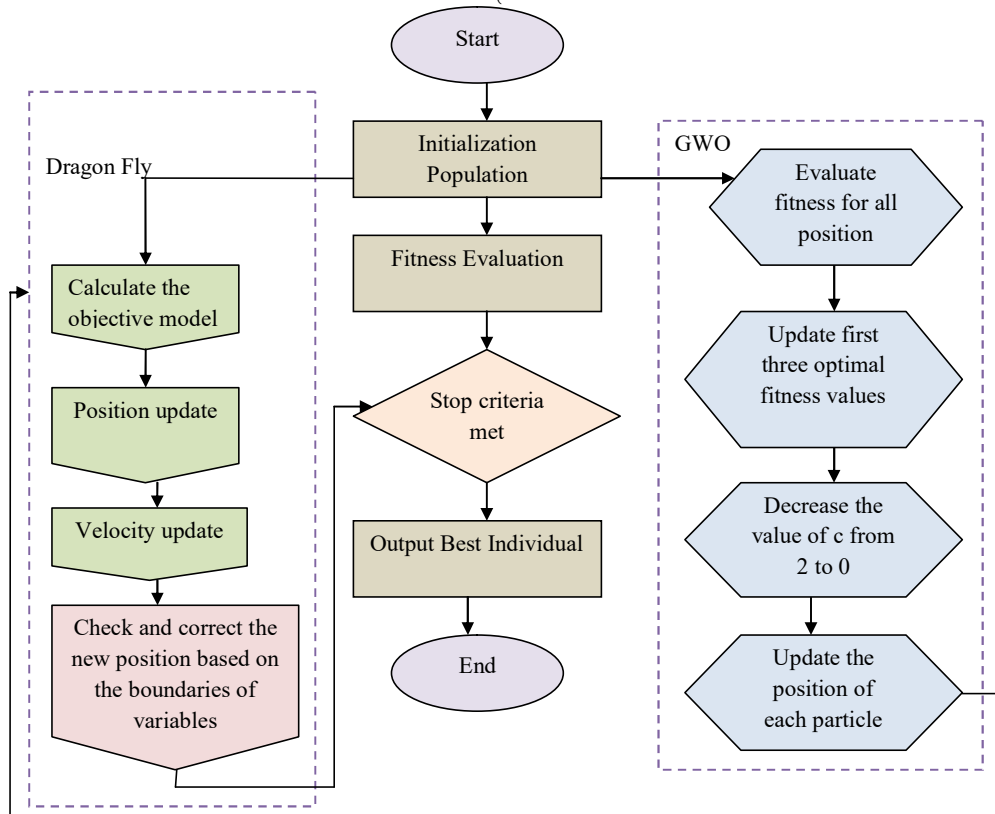 Start
Initialization
Population
Dragon Fly
GWO
Evaluate
fitness for all
position
Fitness Evaluation
Calculate the
objective model
Update first
three optimal
fitness values
Position update
Stop criteria
met
Velocity update
Output Best Individual
Decrease the
value of c from
2 to 0
Check and correct the
new position based on
the boundaries of
variables
End
Update the
position of
each particle